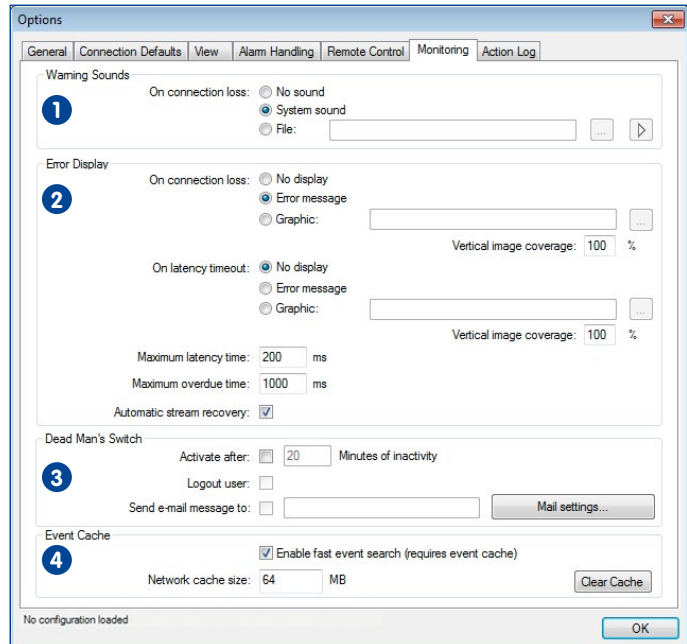 Options
General Connection Defaults View Alarm Handling Remote Control Monitoring Action Log
Warning Sounds
1
On connection loss: No sound
System sound
File: ...
Error Display
2
On connection loss: No display
Error message
Graphic: ...
Vertical image coverage: 100 %
On latency timeout: No display
Error message
Graphic: ...
Vertical image coverage: 100 %
Maximum latency time: 200 ms
Maximum overdue time: 1000 ms
Automatic stream recovery:
Dead Man's Switch
3
Activate after: 20 Minutes of inactivity
Logout user:
Send e-mail message to: Mail settings...
Event Cache
4
Enable fast event search (requires event cache)
Network cache size: 64 MB Clear Cache
No configuration loaded
OK